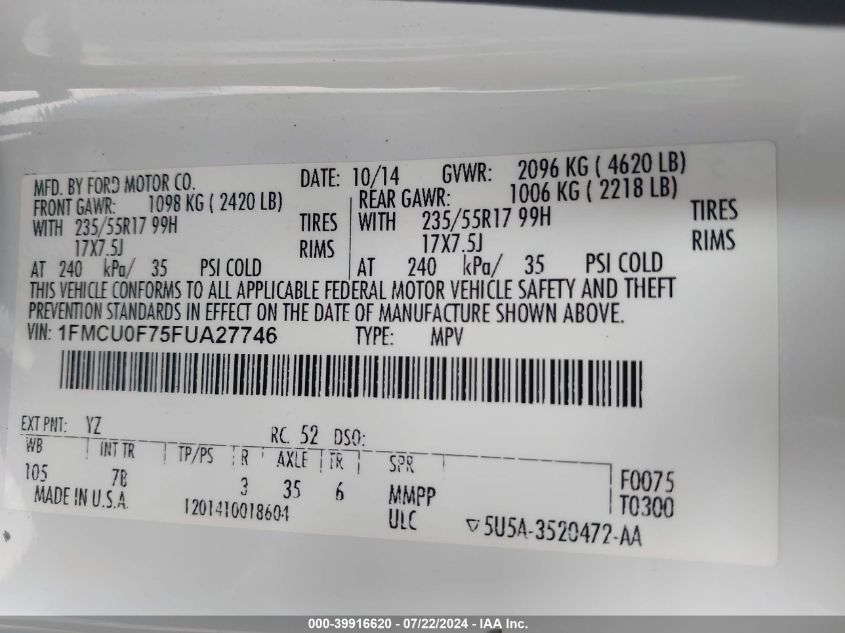 MFD. BY FORD MOTOR CO. DATE: 10/14 GVWR: 2096 KG ( 4620 LB)
FRONT GAWR: 1098 KG ( 2420 LB) REAR GAWR: 1006 KG ( 2218 LB)
WITH 235/55R17 99H TIRES WITH 235/55R17 99H TIRES
17X7.5J RIMS 17X7.5J RIMS
AT 240 kPa/ 35 PSI COLD AT 240 kPa/ 35 PSI COLD
THIS VEHICLE CONFORMS TO ALL APPLICABLE FEDERAL MOTOR VEHICLE SAFETY AND THEFT
PREVENTION STANDARDS IN EFFECT ON THE DATE OF MANUFACTURE SHOWN ABOVE.
VIN: 1FMCU0F75FUA27746 TYPE: MPV
EXT PNT: YZ RC: 52 DSO:
WB INT TR TP/PS R AXLE TR SPR F0075
105 7B 3 35 6 MMPP T0300
MADE IN U.S.A. 1201410018604 ULC 5U5A-3520472-AA
000-39916620 - 07/22/2024 - IAA Inc.